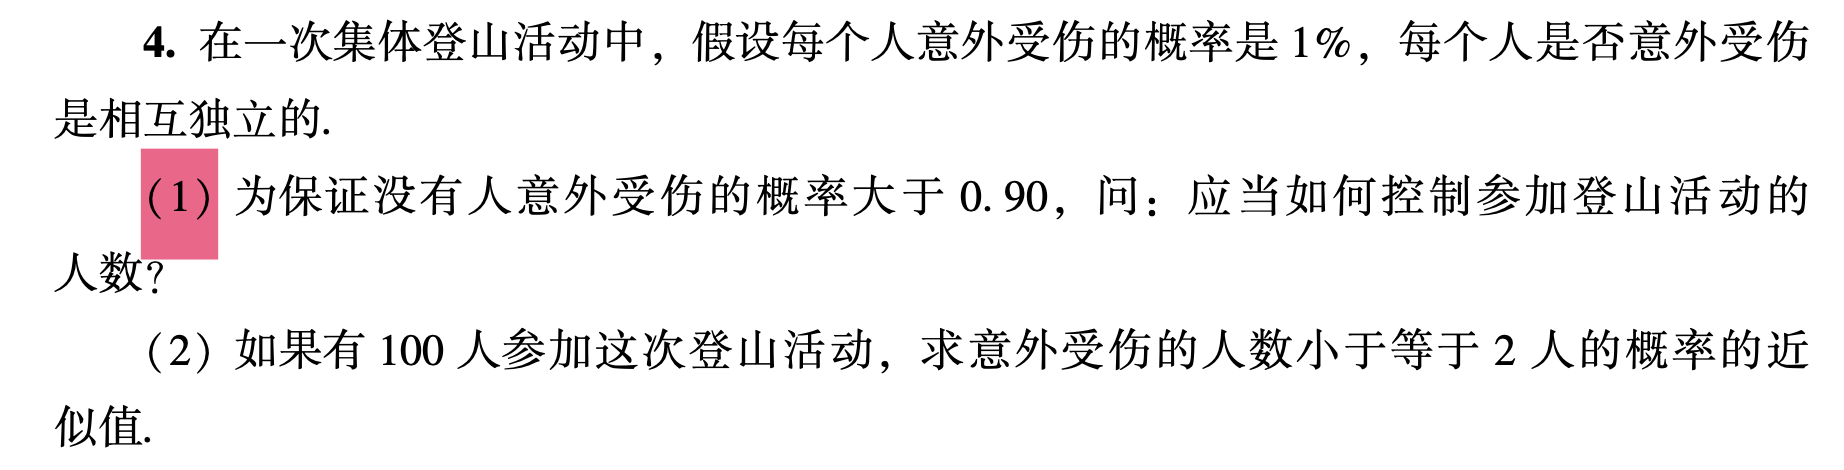 4. 在一次集体登山活动中，假设每个人意外受伤的概率是 1%，每个人是否意外受伤
是相互独立的.
（1）为保证没有人意外受伤的概率大于 0.90，问：应当如何控制参加登山活动的
人数?
（2）如果有 100 人参加这次登山活动，求意外受伤的人数小于等于 2 人的概率的近
似值.